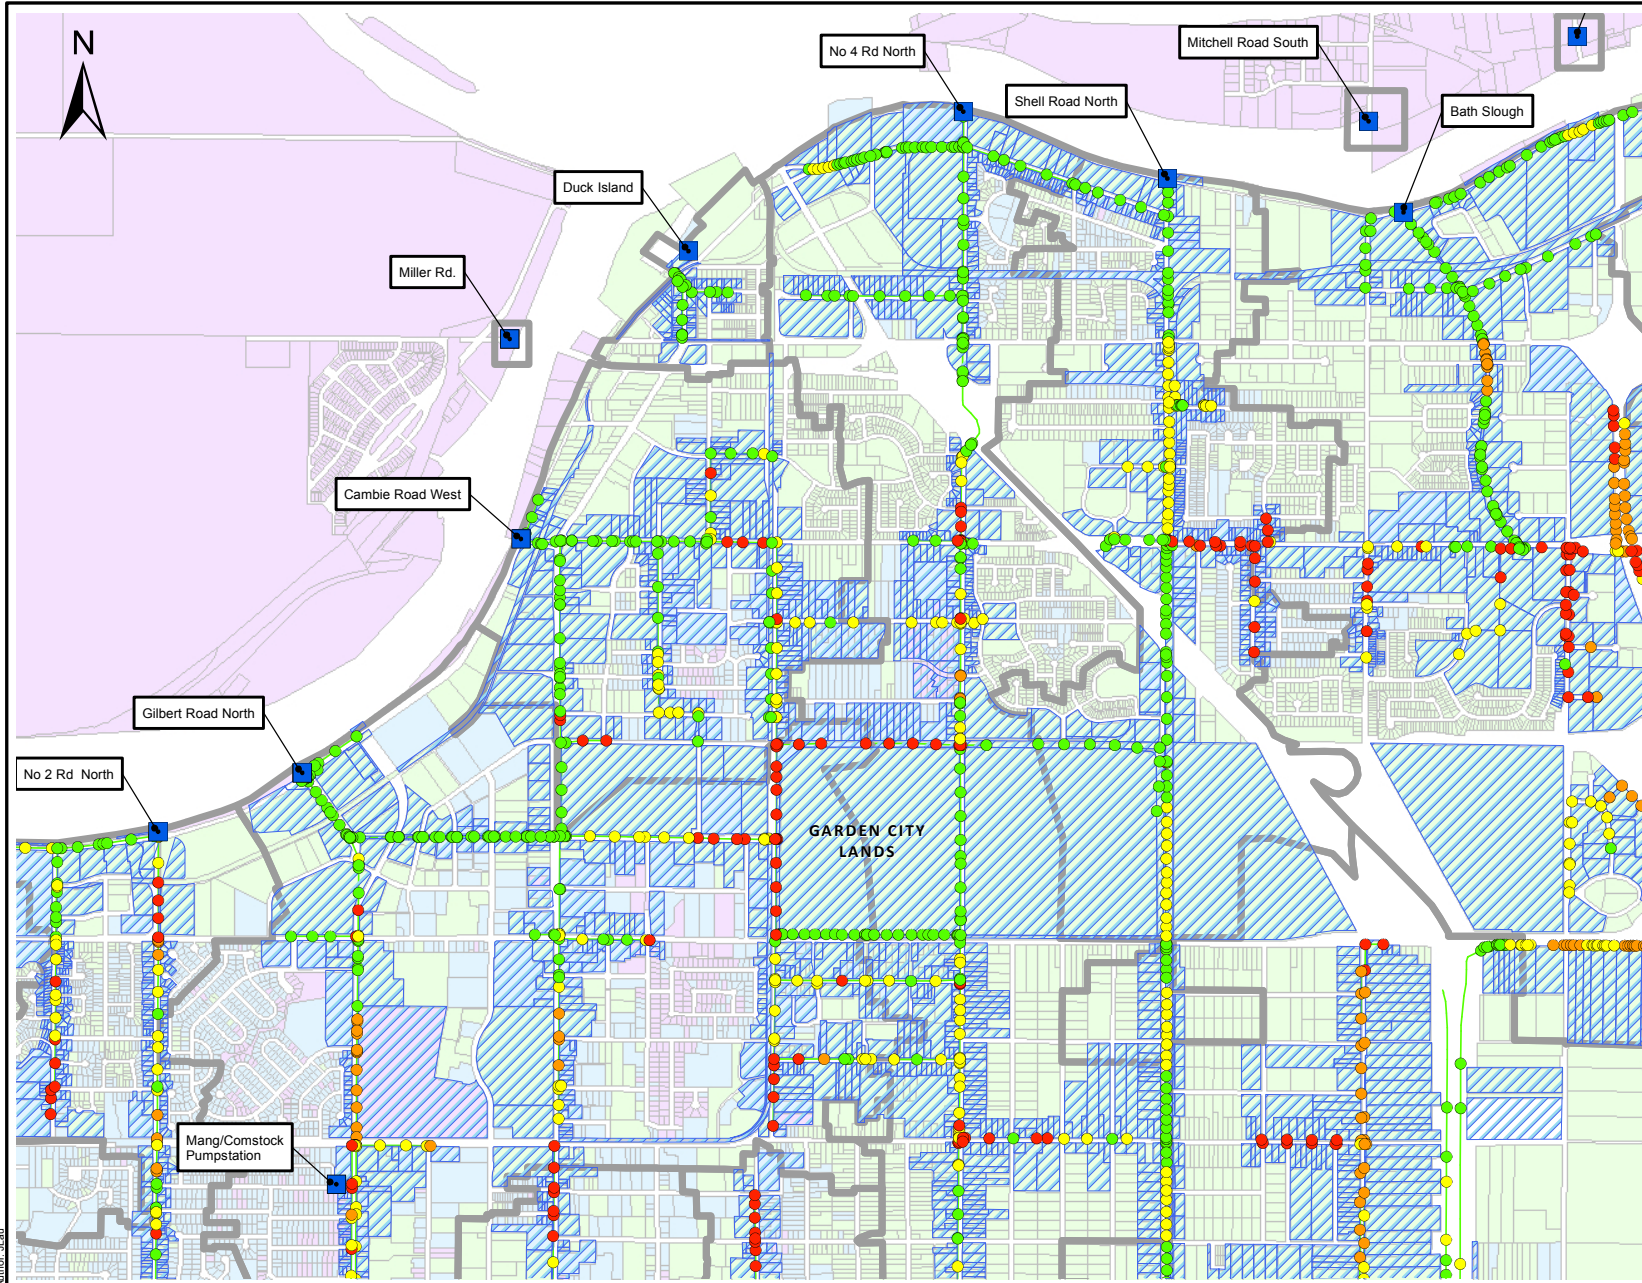 N
No 4 Rd North
Mitchell Road South
Shell Road North
Bath Slough
Duck Island
Miller Rd.
Cambie Road West
Gilbert Road North
No 2 Rd  North
GARDEN CITY
LANDS
Mang/Comstock
Pumpstation